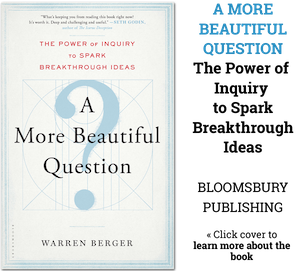 "What's keeping you from reading this book right now?
It's worth it. Deep and challenging and useful." —SETH GODIN,
THE POWER OF INQUIRY
TO SPARK
BREAKTHROUGH IDEAS
A
More Beautiful
Question
?
WARREN BERGER
BLOOMSBURY
A MORE
BEAUTIFUL
QUESTION
The Power of
Inquiry
to Spark
Breakthrough
Ideas
BLOOMSBURY
PUBLISHING
« Click cover to
learn more about the
book